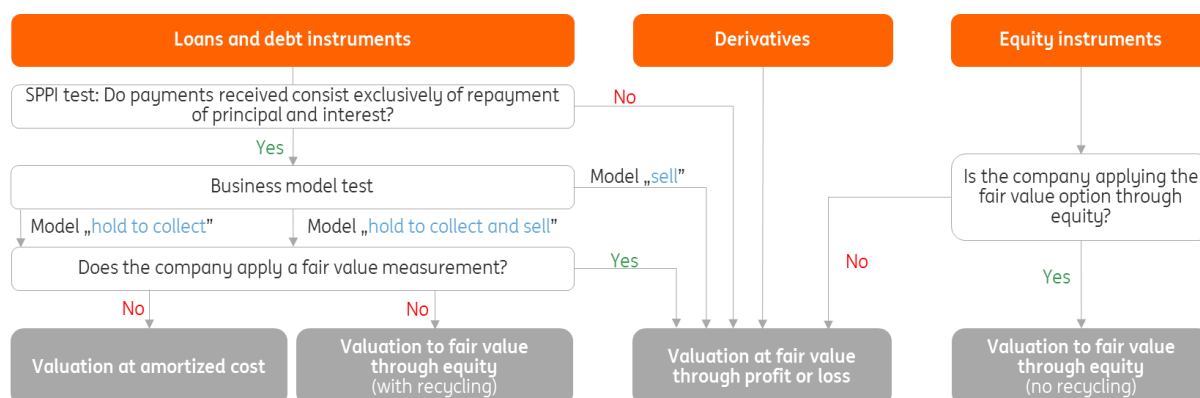 Loans and debt instruments
Derivatives
Equity instruments
SPPI test: Do payments received consist exclusively of repayment
of principal and interest?
No
Yes
Business model test
Model „sell”
Is the company applying the
fair value option through
equity?
Model „hold to collect”
Model „hold to collect and sell”
Does the company apply a fair value measurement?
Yes
No
Yes
No
No
Valuation at amortized cost
Valuation to fair value
through equity
(with recycling)
Valuation at fair value
through profit or loss
Valuation to fair value
through equity
(no recycling)